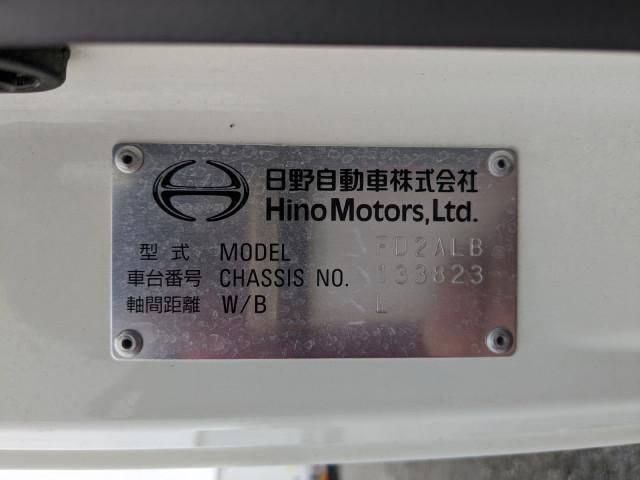 日野自動車株式会社
Hino Motors, Ltd.
型式 MODEL FD2ALB
車台番号 CHASSIS NO. 133823
軸間距離 W/B L